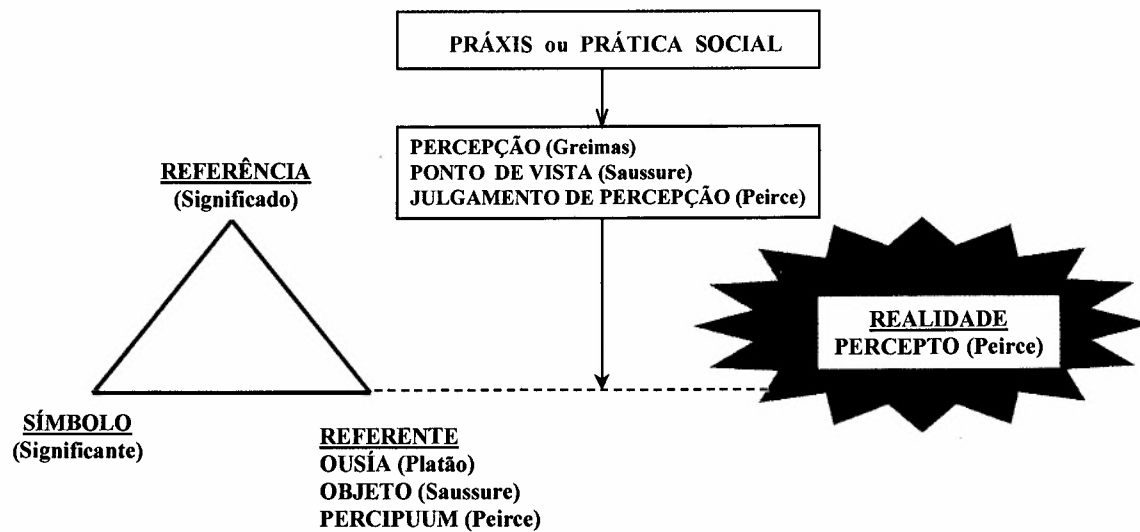 PRÁXIS ou PRÁTICA SOCIAL
PERCEPÇÃO (Greimas)
PONTO DE VISTA (Saussure)
JULGAMENTO DE PERCEPÇÃO (Peirce)
REFERÊNCIA
(Significado)
REALIDADE
PERCEPTO (Peirce)
SÍMBOLO
(Significante)
REFERENTE
OUSÍA (Platão)
OBJETO (Saussure)
PERCIPUUM (Peirce)